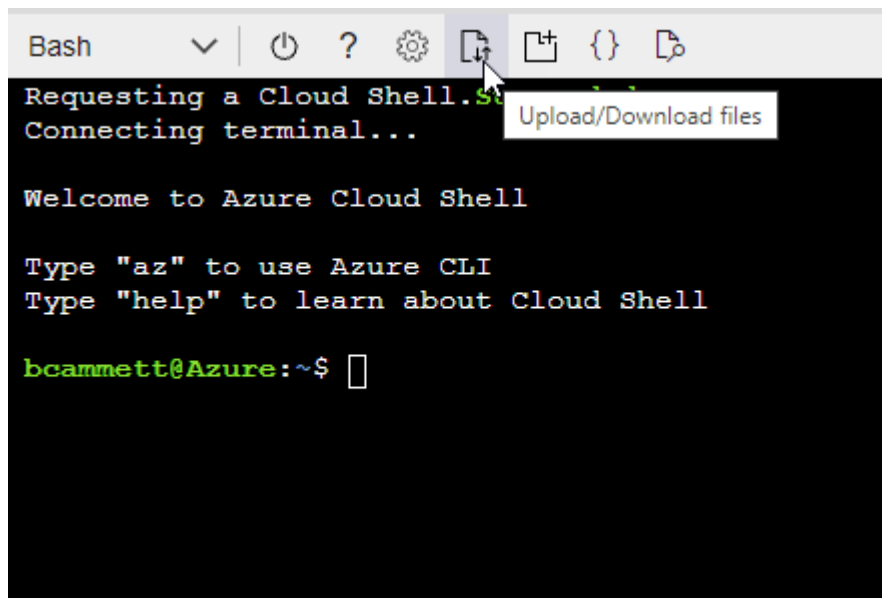 Bash ? {}
Requesting a Cloud Shell.
Upload/Download files
Connecting terminal...
Welcome to Azure Cloud Shell
Type "az" to use Azure CLI
Type "help" to learn about Cloud Shell
bcammett@Azure:~$